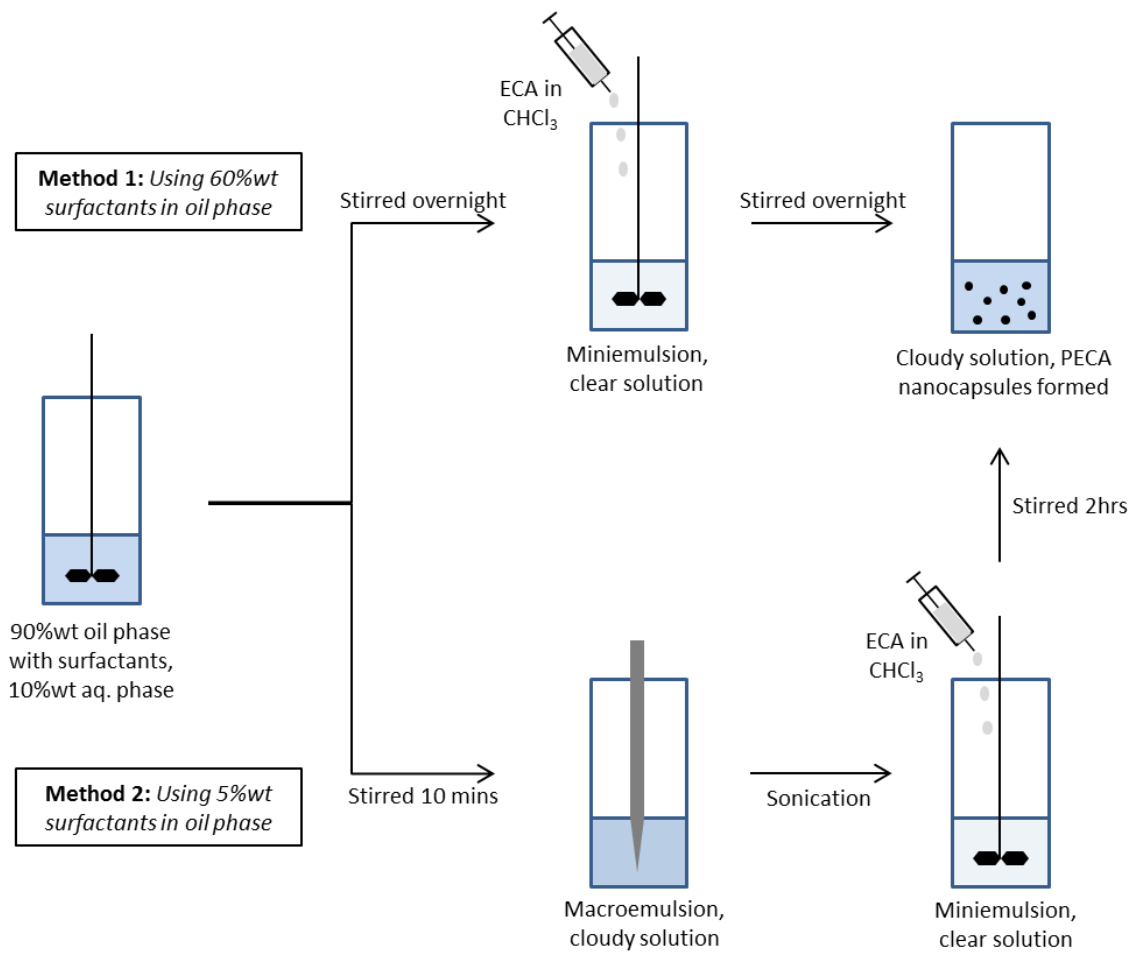 Method 1: Using 60%wt
surfactants in oil phase
Stirred overnight
ECA in
CHCl₃
Miniemulsion,
clear solution
Stirred overnight
Cloudy solution, PECA
nanocapsules formed
90%wt oil phase
with surfactants,
10%wt aq. phase
Method 2: Using 5%wt
surfactants in oil phase
Stirred 10 mins
Macroemulsion,
cloudy solution
Sonication
ECA in
CHCl₃
Miniemulsion,
clear solution
Stirred 2hrs